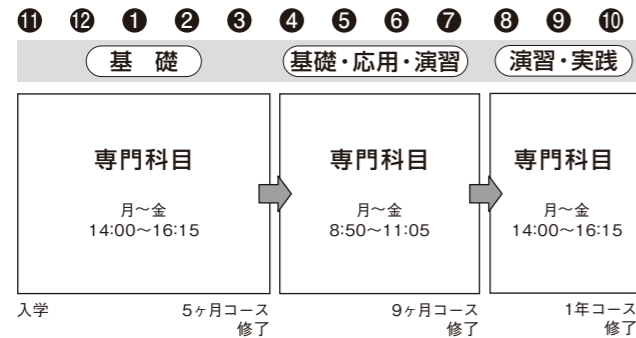 ⓫ ⓬ ❶ ❷ ❸ ❹ ❺ ❻ ❼ ❽ ❾ ❿
基 礎 基礎・応用・演習 演習・実践
専門科目 専門科目 専門科目
月～金 月～金 月～金
14:00～16:15 8:50～11:05 14:00～16:15
入学 5ヶ月コース 9ヶ月コース 1年コース
修了 修了 修了